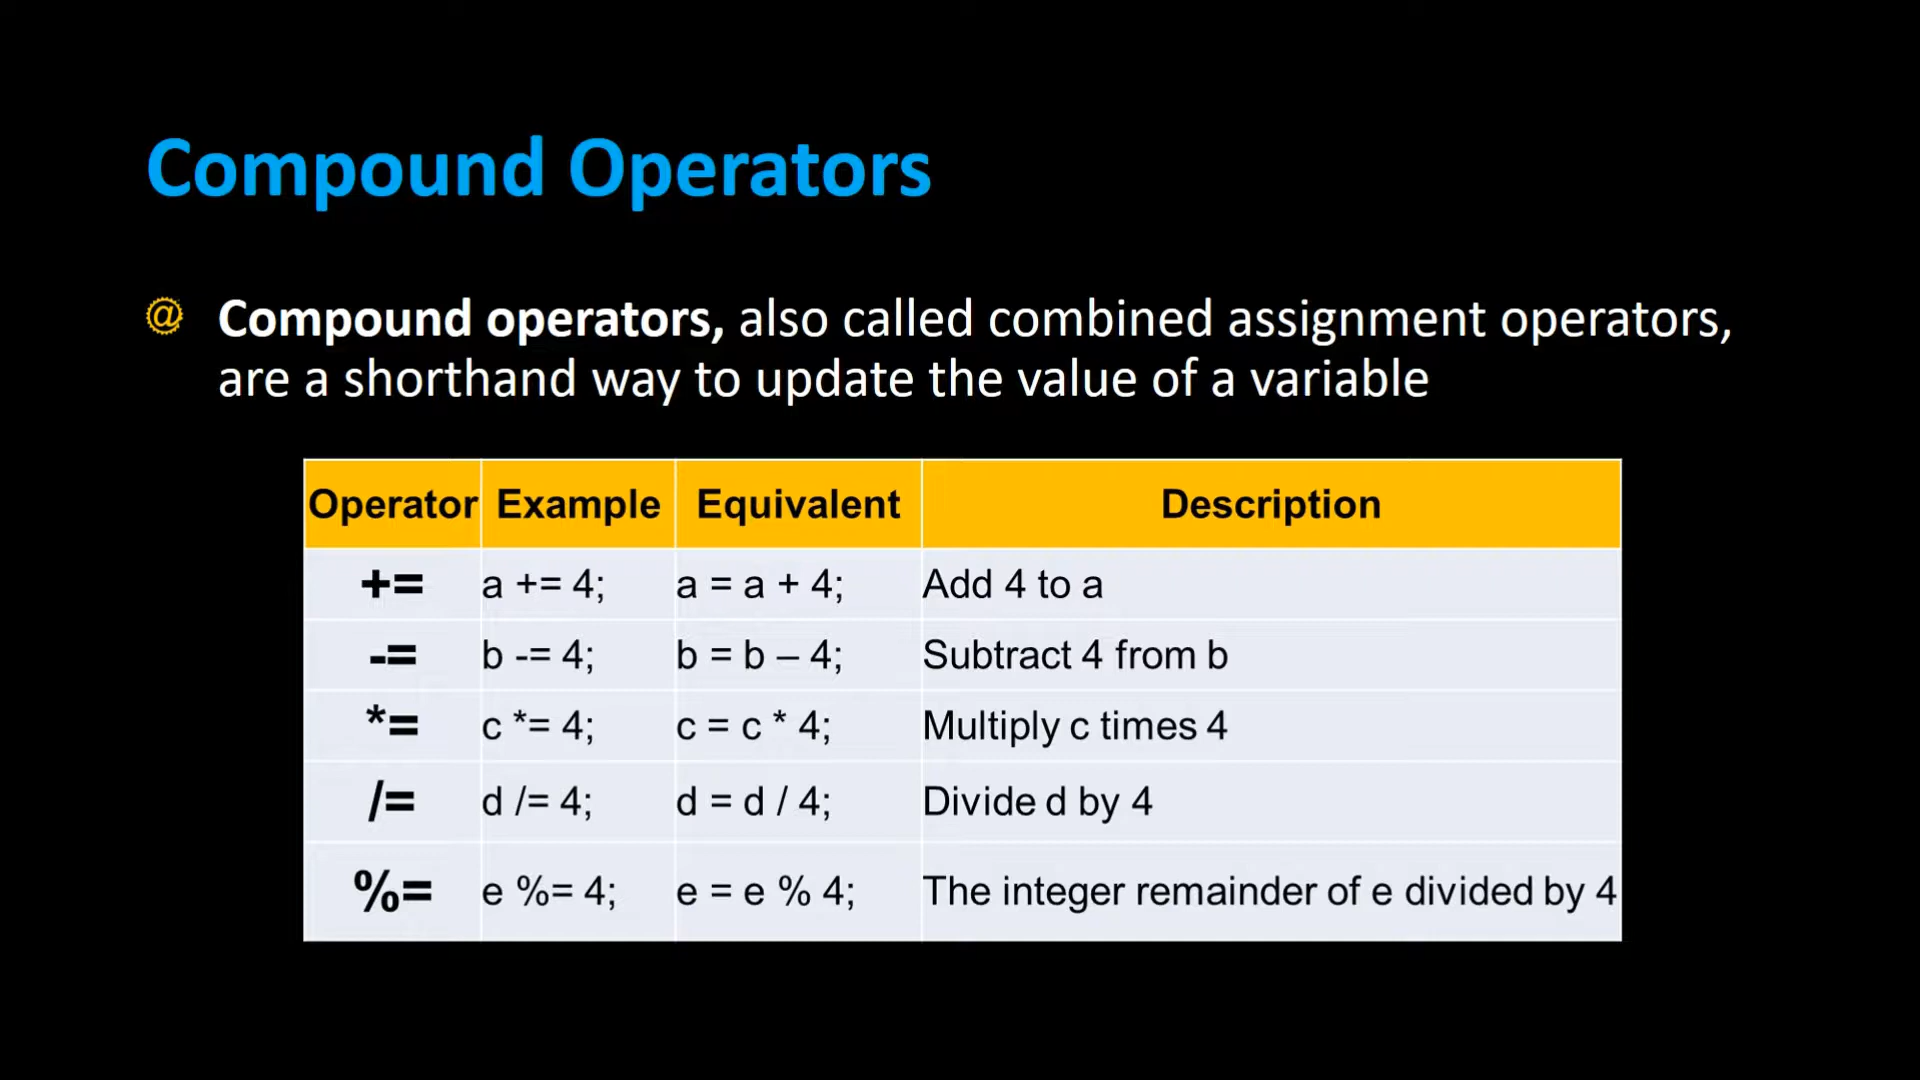 Compound Operators
@ Compound operators, also called combined assignment operators,
are a shorthand way to update the value of a variable
Operator Example Equivalent Description
+= a += 4; a = a + 4; Add 4 to a
-= b -= 4; b = b – 4; Subtract 4 from b
*= c *= 4; c = c * 4; Multiply c times 4
/= d /= 4; d = d / 4; Divide d by 4
%= e %= 4; e = e % 4; The integer remainder of e divided by 4